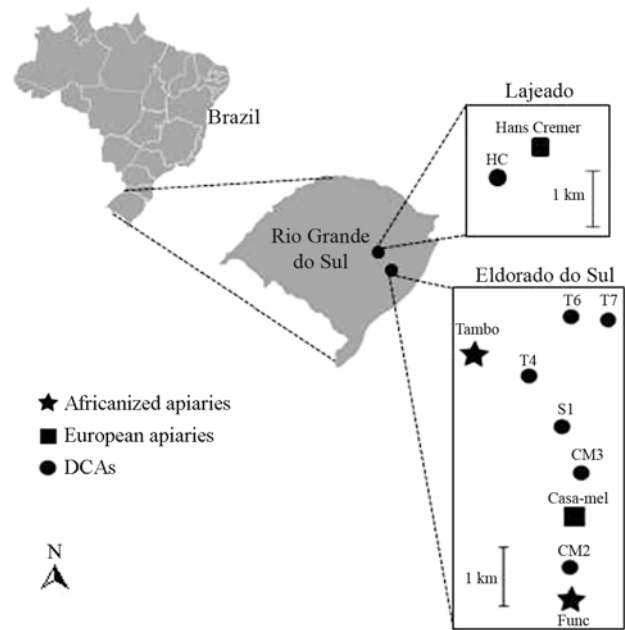 Brazil
Lajeado
Hans Cremer
HC
1 km
Rio Grande
do Sul
Eldorado do Sul
T6
T7
Tambo
T4
S1
CM3
Casa-mel
CM2
1 km
Func
Africanized apiaries
European apiaries
DCAs
N